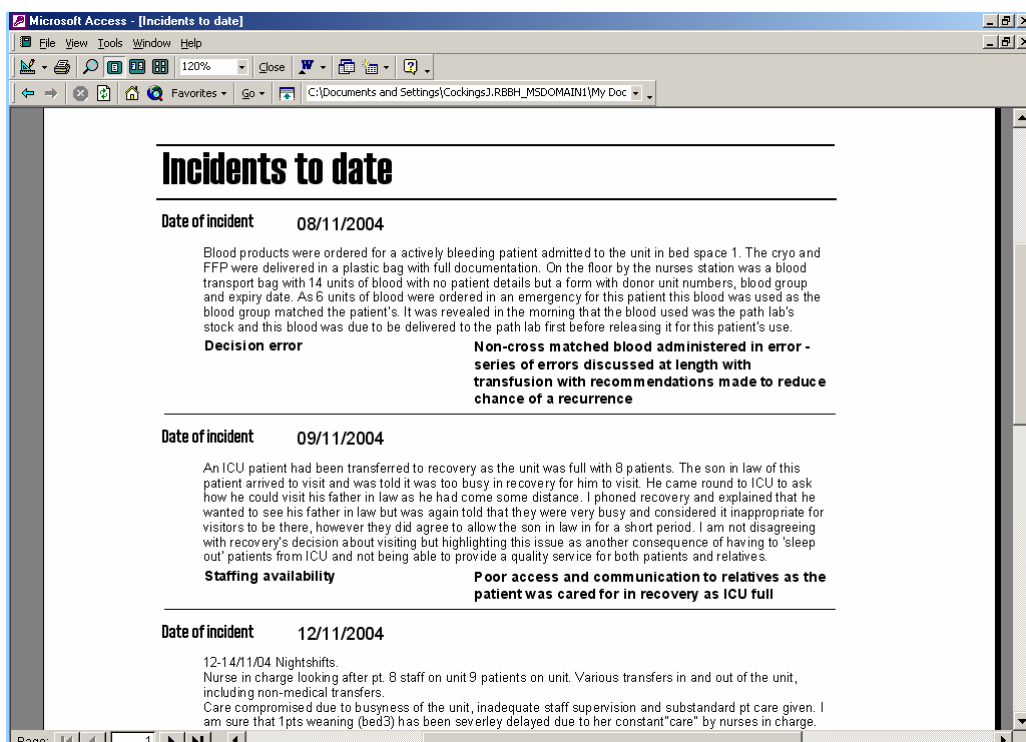 Microsoft Access - [Incidents to date]
File View Tools Window Help
120% Close W
Favorites Go C:\Documents and Settings\CockingsJ.RBBH_MSDOMAIN1\My Doc
Incidents to date
Date of incident 08/11/2004
Blood products were ordered for a actively bleeding patient admitted to the unit in bed space 1. The cryo and
FFP were delivered in a plastic bag with full documentation. On the floor by the nurses station was a blood
transport bag with 14 units of blood with no patient details but a form with donor unit numbers, blood group
and expiry date. As 6 units of blood were ordered in an emergency for this patient this blood was used as the
blood group matched the patient's. It was revealed in the morning that the blood used was the path lab's
stock and this blood was due to be delivered to the path lab first before releasing it for this patient's use.
Decision error Non-cross matched blood administered in error -
series of errors discussed at length with
transfusion with recommendations made to reduce
chance of a recurrence
Date of incident 09/11/2004
An ICU patient had been transferred to recovery as the unit was full with 8 patients. The son in law of this
patient arrived to visit and was told it was too busy in recovery for him to visit. He came round to ICU to ask
how he could visit his father in law as he had come some distance. I phoned recovery and explained that he
wanted to see his father in law but was again told that they were very busy and considered it inappropriate for
visitors to be there, however they did agree to allow the son in law in for a short period. I am not disagreeing
with recovery's decision about visiting but highlighting this issue as another consequence of having to 'sleep
out' patients from ICU and not being able to provide a quality service for both patients and relatives.
Staffing availability Poor access and communication to relatives as the
patient was cared for in recovery as ICU full
Date of incident 12/11/2004
12-14/11/04 Nightshifts.
Nurse in charge looking after pt. 8 staff on unit 9 patients on unit. Various transfers in and out of the unit,
including non-medical transfers.
Care compromised due to busyness of the unit, inadequate staff supervision and substandard pt care given. I
am sure that 1pts weaning (bed3) has been severley delayed due to her constant"care" by nurses in charge.
Page: 1